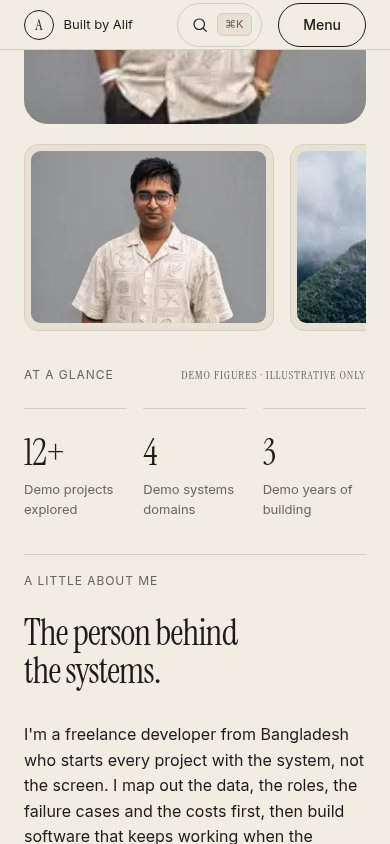 A
Built by Alif
⌘K
Menu
AT A GLANCE
DEMO FIGURES · ILLUSTRATIVE ONLY
12+
Demo projects
explored
4
Demo systems
domains
3
Demo years of
building
A LITTLE ABOUT ME
The person behind
the systems.
I'm a freelance developer from Bangladesh
who starts every project with the system, not
the screen. I map out the data, the roles, the
failure cases and the costs first, then build
software that keeps working when the